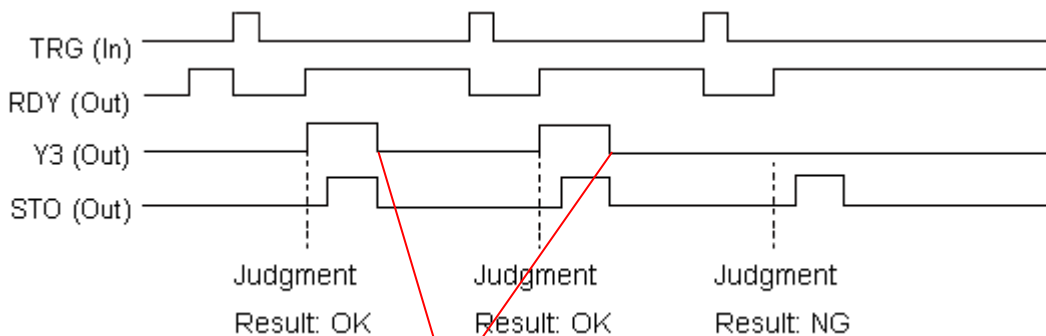 TRG (In)
RDY (Out)
Y3 (Out)
STO (Out)
Judgment Judgment Judgment
Result: OK Result: OK Result: NG